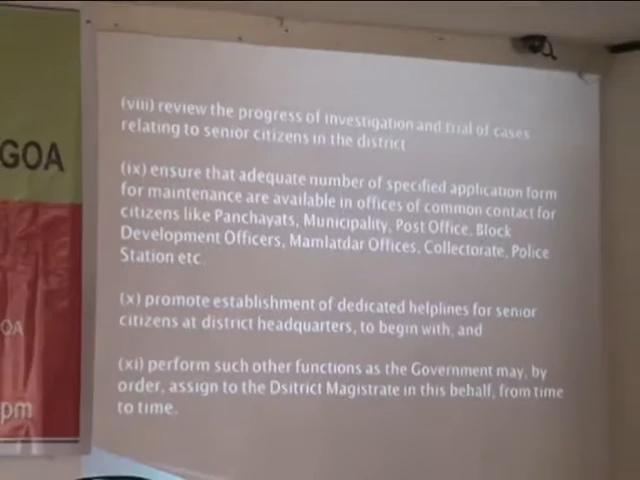 GOA
OA
pm
(viii) review the progress of investigation and trial of cases
relating to senior citizens in the district
(ix) ensure that adequate number of specified application form
for maintenance are available in offices of common contact for
citizens like Panchayats, Municipality, Post Office, Block
Development Officers, Mamlatdar Offices, Collectorate, Police
Station etc.
(x) promote establishment of dedicated helplines for senior
citizens at district headquarters, to begin with, and
(xi) perform such other functions as the Government may, by
order, assign to the Dsitrict Magistrate in this behalf, from time
to time.